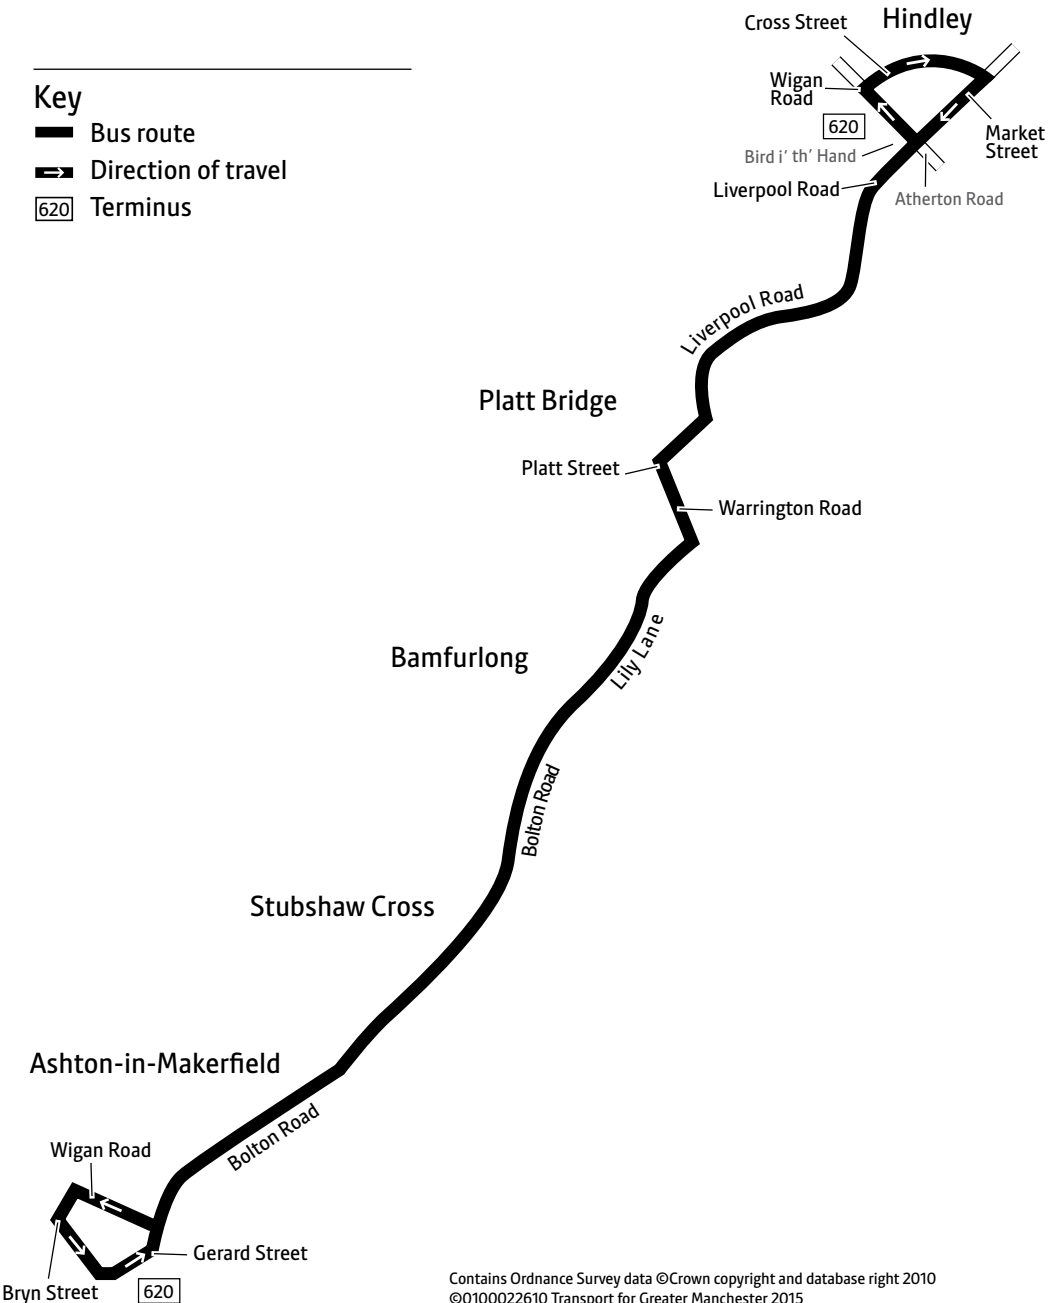 Hindley
Cross Street
Wigan
Road
620
Market
Street
Bird i' th' Hand
Liverpool Road
Atherton Road
Key
Bus route
Direction of travel
620 Terminus
Liverpool Road
Platt Bridge
Platt Street
Warrington Road
Lily Lane
Bamfurlong
Bolton Road
Stubshaw Cross
Ashton-in-Makerfield
Bolton Road
Wigan Road
Gerard Street
Bryn Street
620
Contains Ordnance Survey data ©Crown copyright and database right 2010
©0100022610 Transport for Greater Manchester 2015